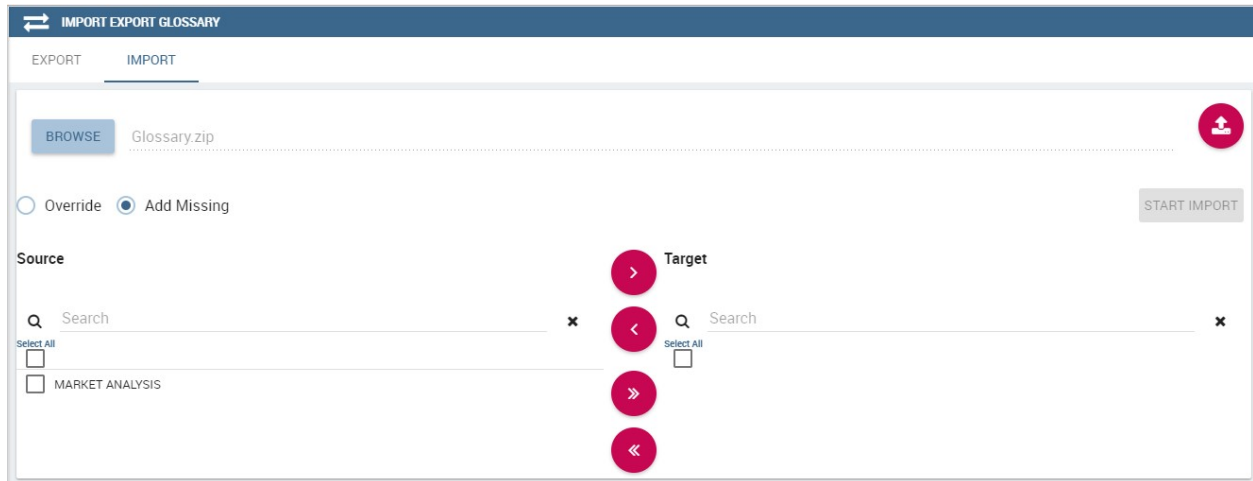 IMPORT EXPORT GLOSSARY
EXPORT IMPORT
BROWSE Glossary.zip
Override Add Missing START IMPORT
Source Target
Search Search
Select All Select All
MARKET ANALYSIS